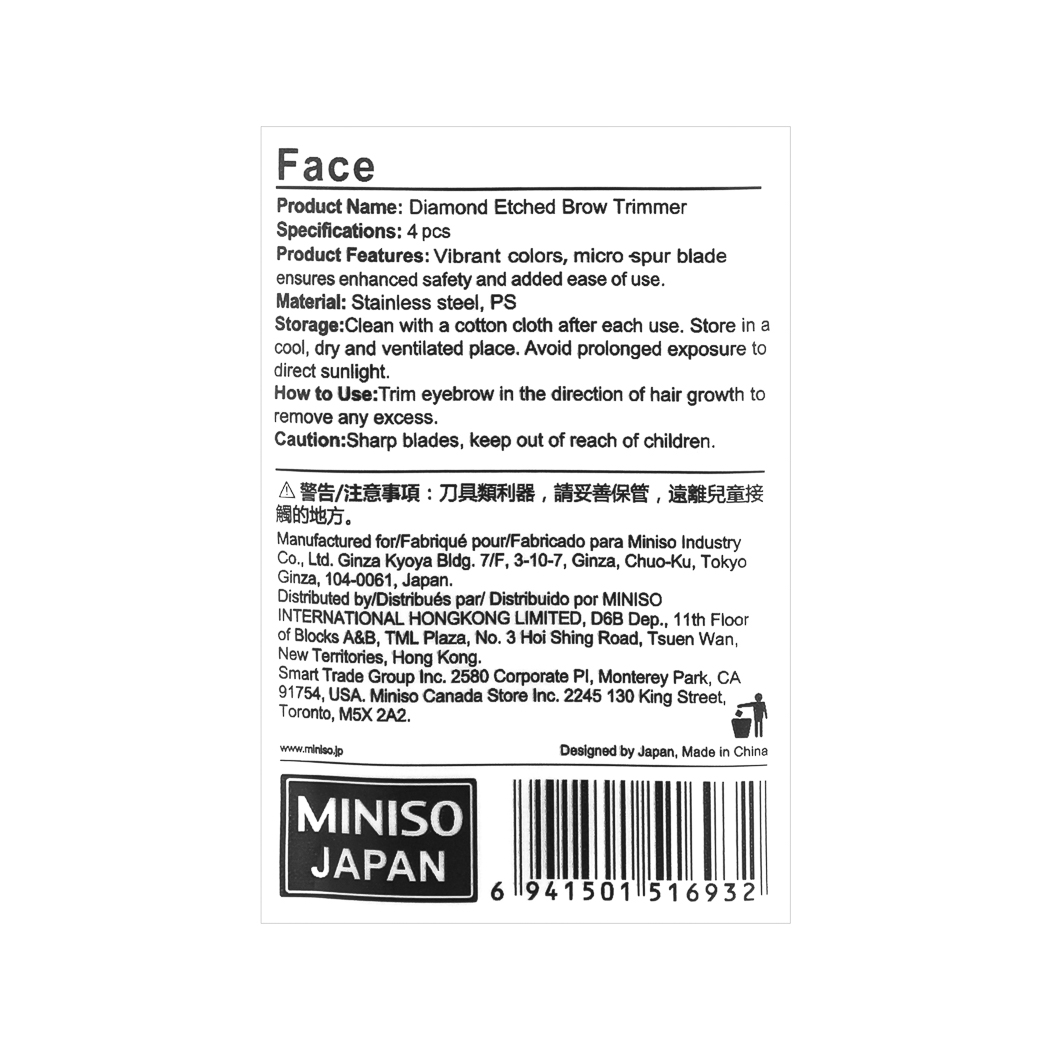 Face
Product Name: Diamond Etched Brow Trimmer
Specifications: 4 pcs
Product Features: Vibrant colors, micro -spur blade
ensures enhanced safety and added ease of use.
Material: Stainless steel, PS
Storage:Clean with a cotton cloth after each use. Store in a
cool, dry and ventilated place. Avoid prolonged exposure to
direct sunlight.
How to Use:Trim eyebrow in the direction of hair growth to
remove any excess.
Caution:Sharp blades, keep out of reach of children.
⚠警告/注意事項：刀具類利器，請妥善保管，遠離兒童接
觸的地方。
Manufactured for/Fabriqué pour/Fabricado para Miniso Industry
Co., Ltd. Ginza Kyoya Bldg. 7/F, 3-10-7, Ginza, Chuo-Ku, Tokyo
Ginza, 104-0061, Japan.
Distributed by/Distribués par/ Distribuido por MINISO
INTERNATIONAL HONGKONG LIMITED, D6B Dep., 11th Floor
of Blocks A&B, TML Plaza, No. 3 Hoi Shing Road, Tsuen Wan,
New Territories, Hong Kong.
Smart Trade Group Inc. 2580 Corporate Pl, Monterey Park, CA
91754, USA. Miniso Canada Store Inc. 2245 130 King Street,
Toronto, M5X 2A2.
www.miniso.jp
Designed by Japan, Made in China
MINISO
JAPAN
6 941501 516932